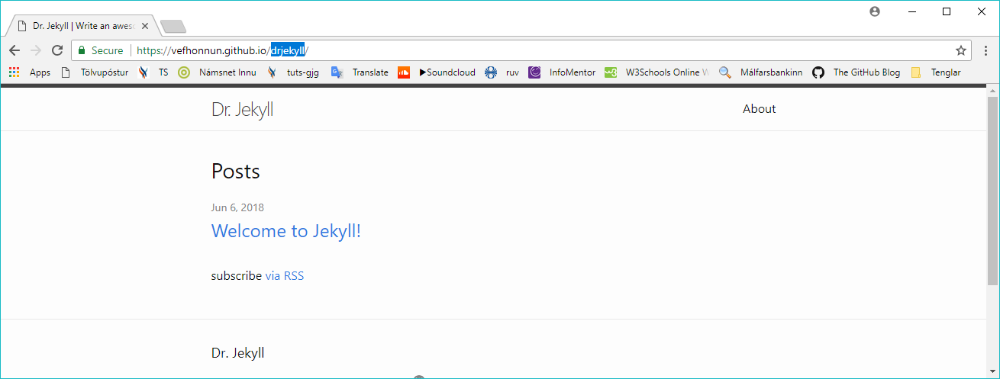 Dr. Jekyll | Write an aweso
Secure https://vefhonnun.github.io/drjekyll/
Apps Tölvupóstur TS Námsnet Innu tuts-gjg Translate ▶Soundcloud ruv InfoMentor W3Schools Online W Málfarsbankinn The GitHub Blog Tenglar
Dr. Jekyll About
Posts
Jun 6, 2018
Welcome to Jekyll!
subscribe via RSS
Dr. Jekyll